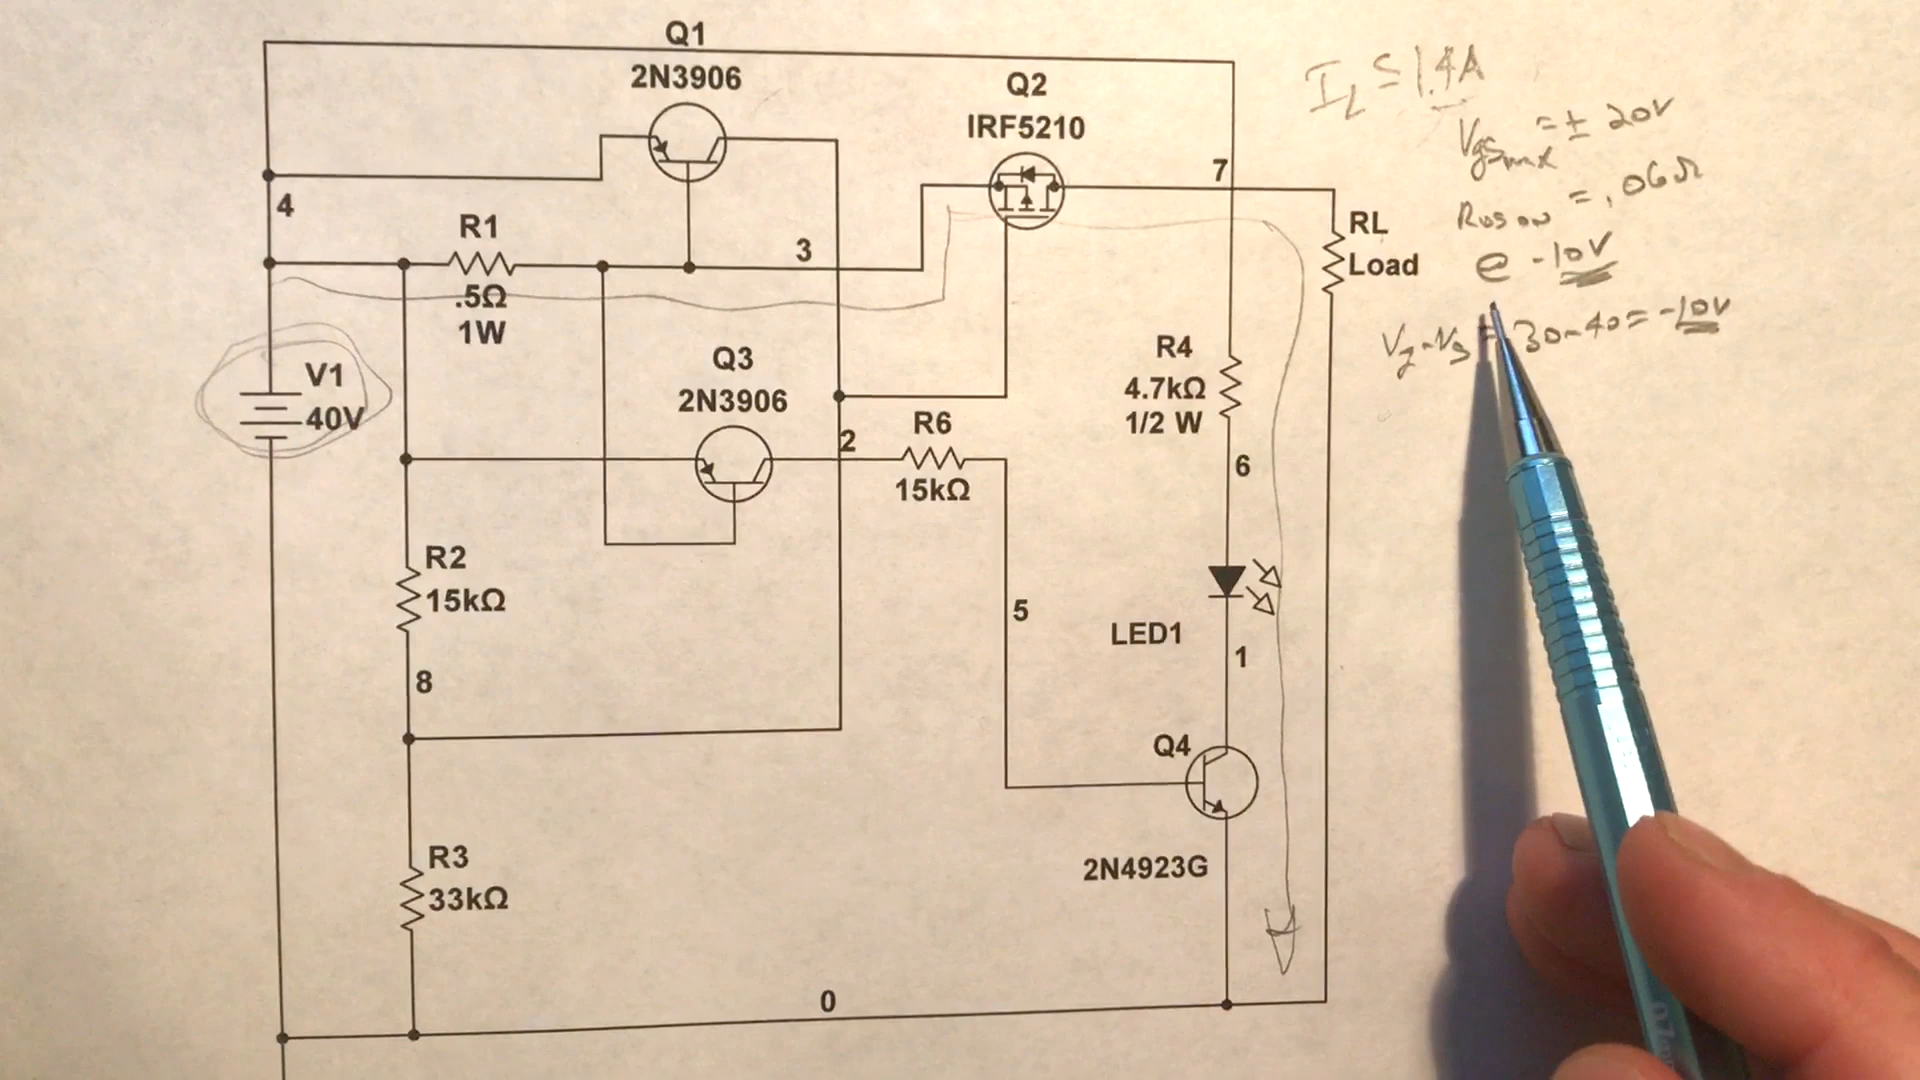 Q1
2N3906
Q2
IRF5210
I_L ≤ 1.4A
Vgsmax = ± 20V
RDS ON = .06Ω
@ -10V
Vg-Vs = 30-40 = -10V
4
R1
.5Ω
1W
3
7
RL
Load
V1
40V
Q3
2N3906
2
R6
15kΩ
R4
4.7kΩ
1/2 W
6
R2
15kΩ
5
LED1
1
8
Q4
2N4923G
R3
33kΩ
0